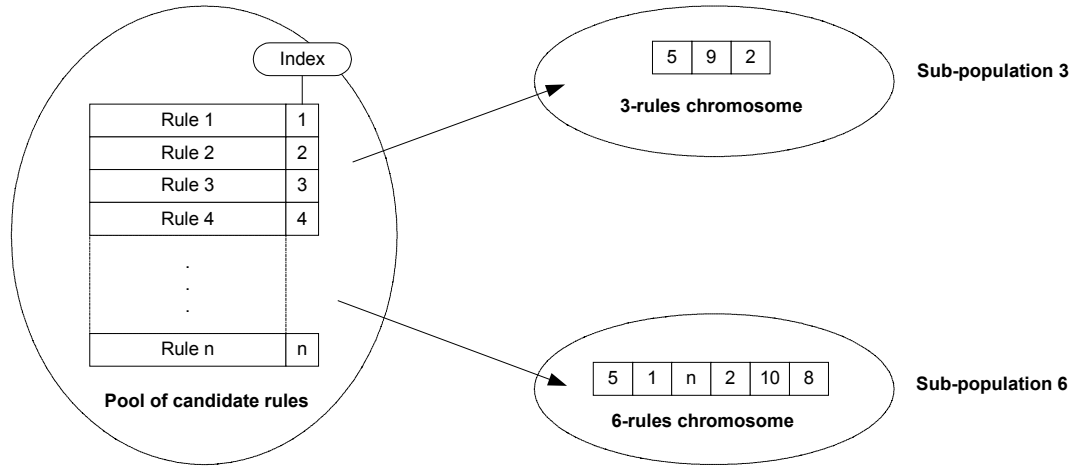 Index
Rule 1 1
Rule 2 2
Rule 3 3
Rule 4 4
.
.
.
Rule n n
Pool of candidate rules
5 9 2
3-rules chromosome
Sub-population 3
5 1 n 2 10 8
6-rules chromosome
Sub-population 6